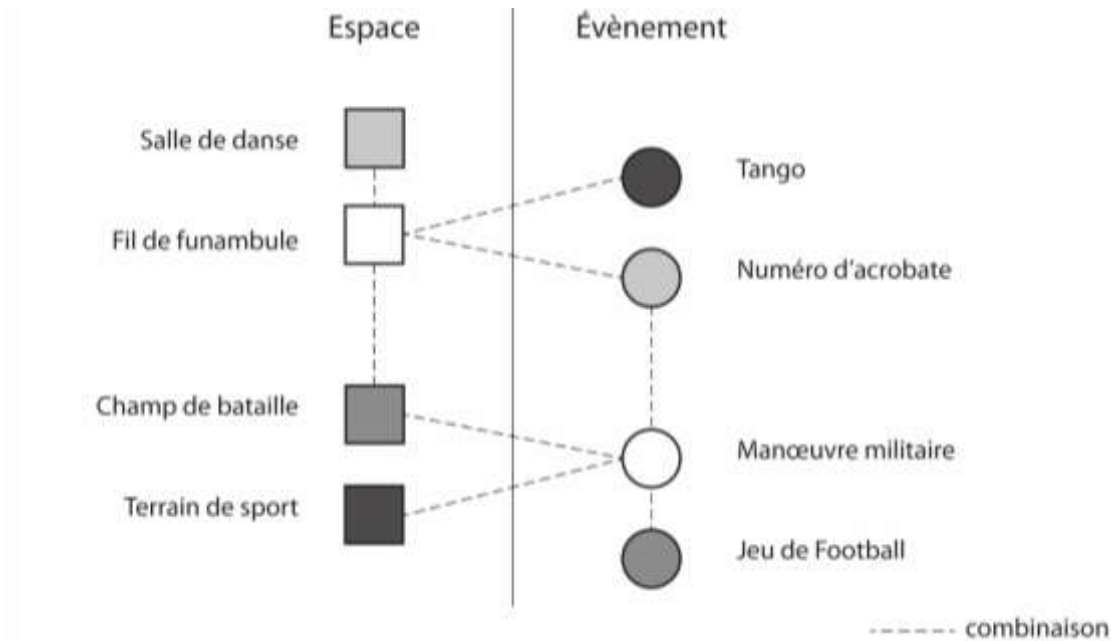 Espace
Évènement
Salle de danse
Tango
Fil de funambule
Numéro d'acrobate
Champ de bataille
Manœuvre militaire
Terrain de sport
Jeu de Football
combinaison